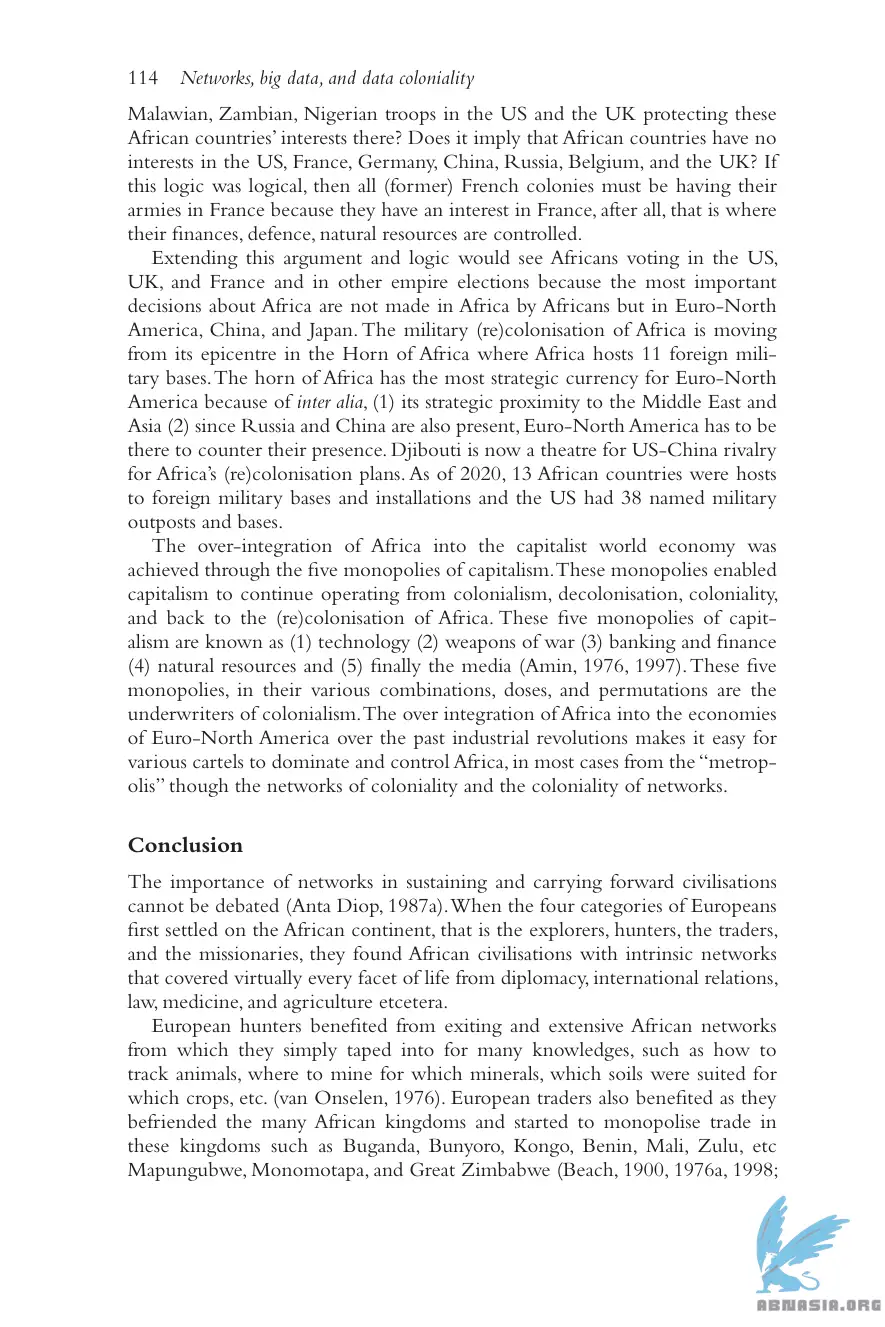 114 Networks, big data, and data coloniality
Malawian, Zambian, Nigerian troops in the US and the UK protecting these
African countries’ interests there? Does it imply that African countries have no
interests in the US, France, Germany, China, Russia, Belgium, and the UK? If
this logic was logical, then all (former) French colonies must be having their
armies in France because they have an interest in France, after all, that is where
their finances, defence, natural resources are controlled.
Extending this argument and logic would see Africans voting in the US,
UK, and France and in other empire elections because the most important
decisions about Africa are not made in Africa by Africans but in Euro-North
America, China, and Japan. The military (re)colonisation of Africa is moving
from its epicentre in the Horn of Africa where Africa hosts 11 foreign mili-
tary bases. The horn of Africa has the most strategic currency for Euro-North
America because of inter alia, (1) its strategic proximity to the Middle East and
Asia (2) since Russia and China are also present, Euro-North America has to be
there to counter their presence. Djibouti is now a theatre for US-China rivalry
for Africa’s (re)colonisation plans. As of 2020, 13 African countries were hosts
to foreign military bases and installations and the US had 38 named military
outposts and bases.
The over-integration of Africa into the capitalist world economy was
achieved through the five monopolies of capitalism. These monopolies enabled
capitalism to continue operating from colonialism, decolonisation, coloniality,
and back to the (re)colonisation of Africa. These five monopolies of capit-
alism are known as (1) technology (2) weapons of war (3) banking and finance
(4) natural resources and (5) finally the media (Amin, 1976, 1997). These five
monopolies, in their various combinations, doses, and permutations are the
underwriters of colonialism. The over integration of Africa into the economies
of Euro-North America over the past industrial revolutions makes it easy for
various cartels to dominate and control Africa, in most cases from the “metrop-
olis” though the networks of coloniality and the coloniality of networks.
Conclusion
The importance of networks in sustaining and carrying forward civilisations
cannot be debated (Anta Diop, 1987a). When the four categories of Europeans
first settled on the African continent, that is the explorers, hunters, the traders,
and the missionaries, they found African civilisations with intrinsic networks
that covered virtually every facet of life from diplomacy, international relations,
law, medicine, and agriculture etcetera.
European hunters benefited from exiting and extensive African networks
from which they simply taped into for many knowledges, such as how to
track animals, where to mine for which minerals, which soils were suited for
which crops, etc. (van Onselen, 1976). European traders also benefited as they
befriended the many African kingdoms and started to monopolise trade in
these kingdoms such as Buganda, Bunyoro, Kongo, Benin, Mali, Zulu, etc
Mapungubwe, Monomotapa, and Great Zimbabwe (Beach, 1900, 1976a, 1998;
ABNASIA.ORG